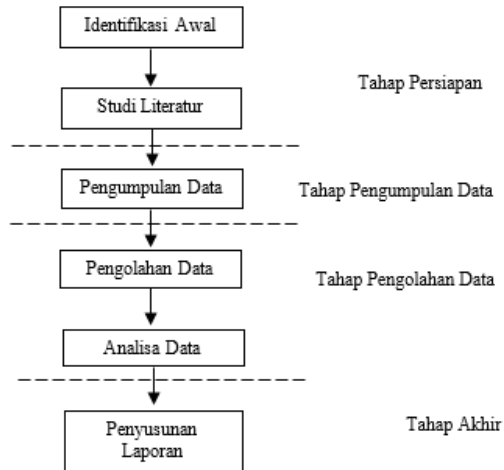 Identifikasi Awal
Tahap Persiapan
Studi Literatur
Pengumpulan Data
Tahap Pengumpulan Data
Pengolahan Data
Tahap Pengolahan Data
Analisa Data
Penyusunan
Laporan
Tahap Akhir